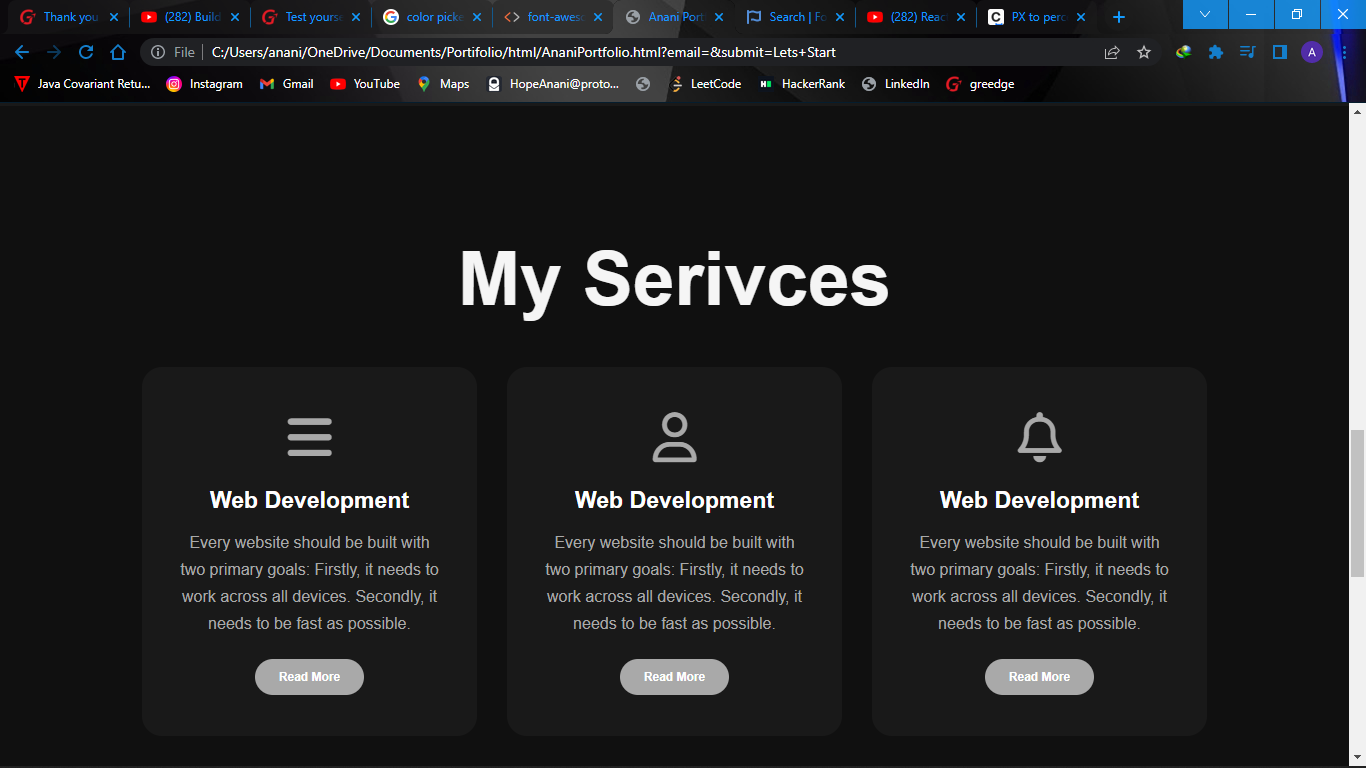 Thank you
(282) Build
Test yourse
color picke
font-aweso
Anani Port
Search | Fo
(282) Reac
PX to perc
File
C:/Users/anani/OneDrive/Documents/Portifolio/html/AnaniPortfolio.html?email=&submit=Lets+Start
A
Java Covariant Retu...
Instagram
Gmail
YouTube
Maps
HopeAnani@proto...
LeetCode
HackerRank
LinkedIn
greedge
My Serivces
Web Development
Every website should be built with
two primary goals: Firstly, it needs to
work across all devices. Secondly, it
needs to be fast as possible.
Read More
Web Development
Every website should be built with
two primary goals: Firstly, it needs to
work across all devices. Secondly, it
needs to be fast as possible.
Read More
Web Development
Every website should be built with
two primary goals: Firstly, it needs to
work across all devices. Secondly, it
needs to be fast as possible.
Read More